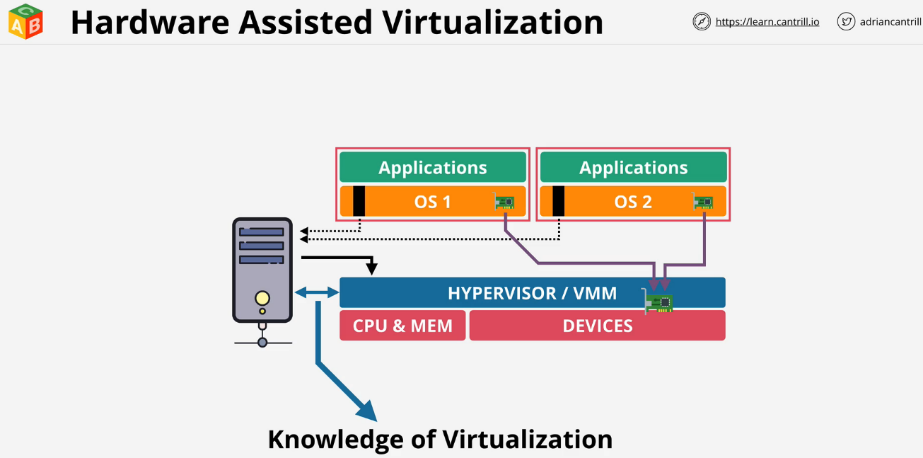 Hardware Assisted Virtualization
https://learn.cantrill.io
adriancantrill
Applications
Applications
OS 1
OS 2
HYPERVISOR / VMM
CPU & MEM
DEVICES
Knowledge of Virtualization